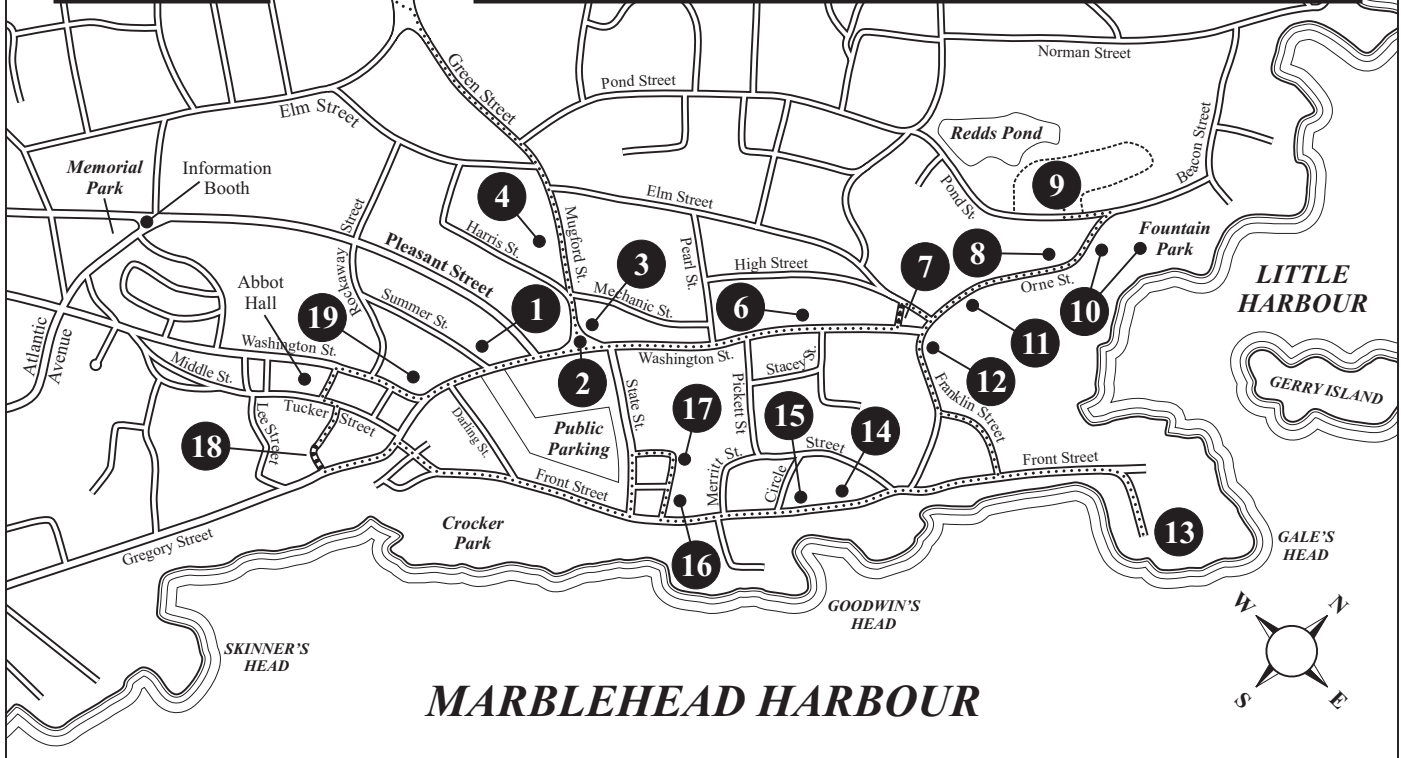 Norman Street
Green Street
Pond Street
Elm Street
Redds Pond
Beacon Street
Memorial
Park
Information
Booth
4
Elm Street
Pond St.
9
Mugford St.
Harris St.
Pearl St.
Rockaway
Street
Pleasant Street
3
High Street
7
8
Fountain
Park
Orne St.
10
LITTLE
HARBOUR
Abbot
Hall
19
Summer St.
1
Mechanic St.
6
11
Atlantic
Avenue
Washington St.
Middle St.
2
Washington St.
Stacey St.
12
GERRY ISLAND
Lee Street
Tucker
Street
18
Darling St.
Public
Parking
State St.
17
Pickett St
15
14
Franklin Street
Front Street
Merritt St.
Circle
Street
Front Street
Gregory Street
Crocker
Park
16
13
GALE'S
HEAD
GOODWIN'S
HEAD
SKINNER'S
HEAD
W
N
S
E
MARBLEHEAD HARBOUR